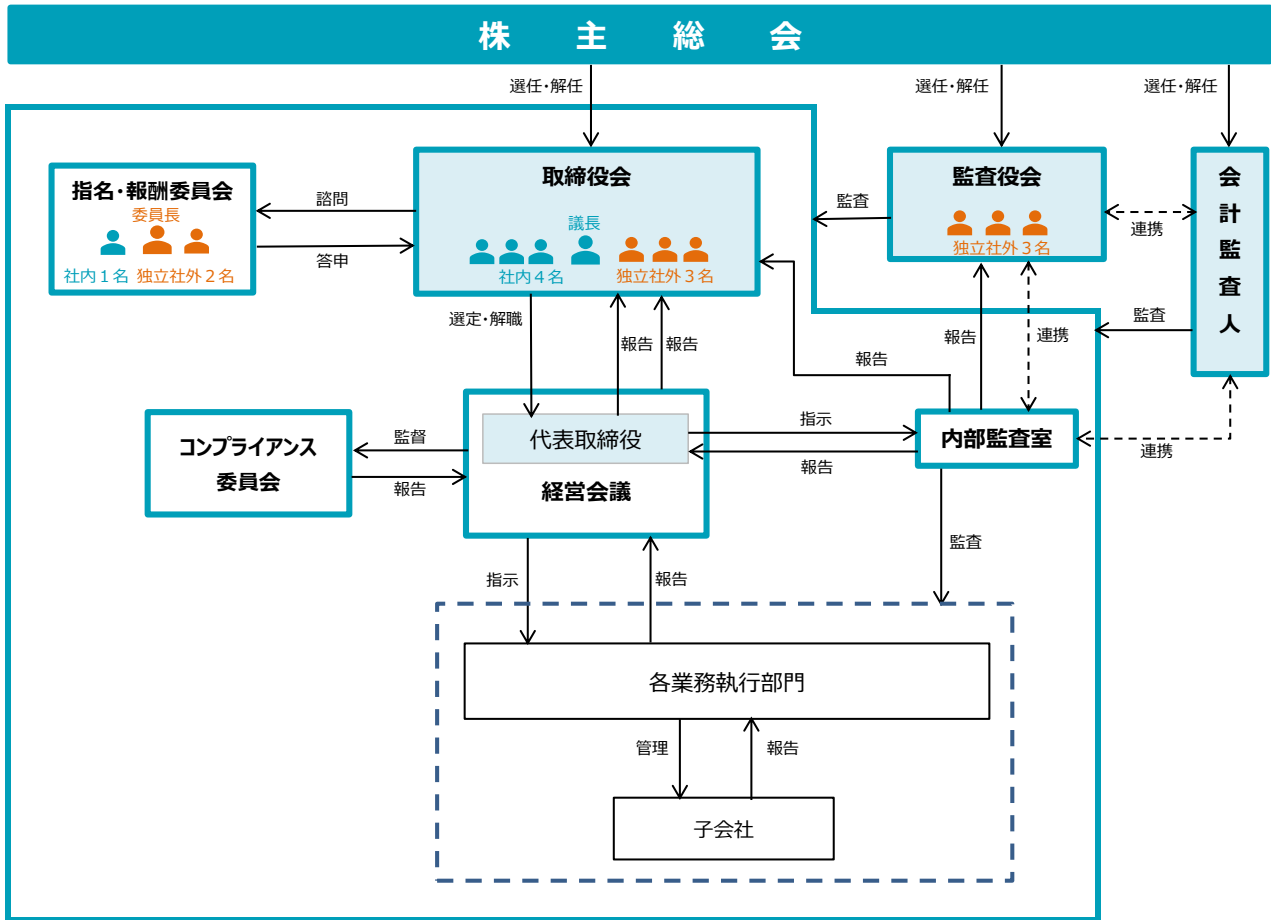 株主総会
選任・解任
選任・解任
選任・解任
指名・報酬委員会
委員長
社内1名 独立社外2名
諮問
答申
取締役会
議長
社内4名
独立社外3名
監査
監査役会
独立社外3名
連携
会計監査人
監査
選定・解職
報告
報告
報告
報告
連携
コンプライアンス
委員会
監督
報告
代表取締役
経営会議
指示
報告
内部監査室
連携
指示
報告
監査
各業務執行部門
管理
報告
子会社